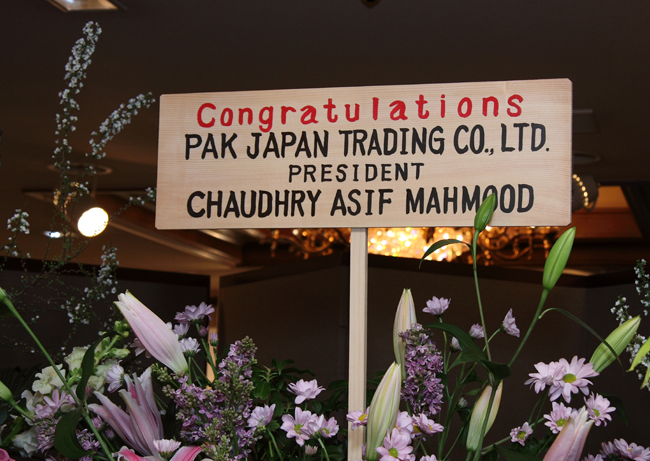 Congratulations
PAK JAPAN TRADING CO., LTD.
PRESIDENT
CHAUDHRY ASIF MAHMOOD